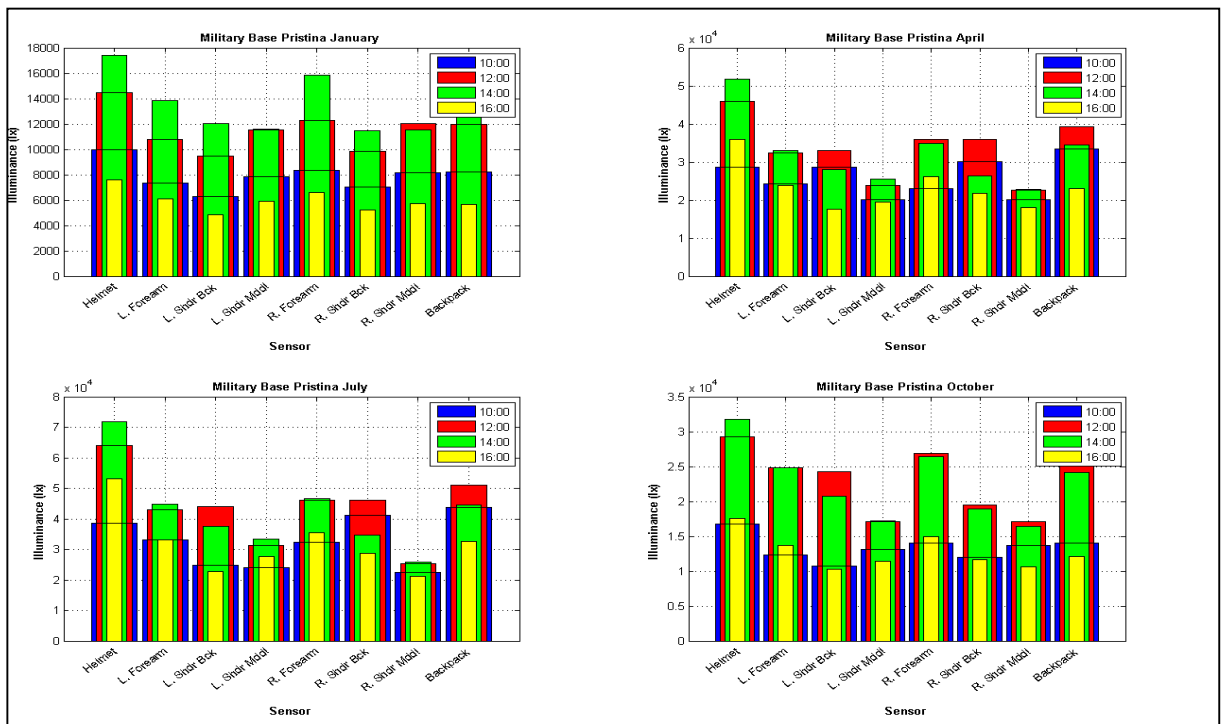 Military Base Pristina January
18000
16000
14000
12000
10000
8000
6000
4000
2000
0
Illuminance (lx)
10:00
12:00
14:00
16:00
Helmet
L. Forearm
L. Shdr Bck
L. Shdr Mddl
R. Forearm
R. Shdr Bck
R. Shdr Mddl
Backpack
Sensor
Military Base Pristina April
x 10^4
6
5
4
3
2
1
0
Illuminance (lx)
10:00
12:00
14:00
16:00
Helmet
L. Forearm
L. Shdr Bck
L. Shdr Mddl
R. Forearm
R. Shdr Bck
R. Shdr Mddl
Backpack
Sensor
Military Base Pristina July
x 10^4
8
7
6
5
4
3
2
1
0
Illuminance (lx)
10:00
12:00
14:00
16:00
Helmet
L. Forearm
L. Shdr Bck
L. Shdr Mddl
R. Forearm
R. Shdr Bck
R. Shdr Mddl
Backpack
Sensor
Military Base Pristina October
x 10^4
3.5
3
2.5
2
1.5
1
0.5
0
Illuminance (lx)
10:00
12:00
14:00
16:00
Helmet
L. Forearm
L. Shdr Bck
L. Shdr Mddl
R. Forearm
R. Shdr Bck
R. Shdr Mddl
Backpack
Sensor